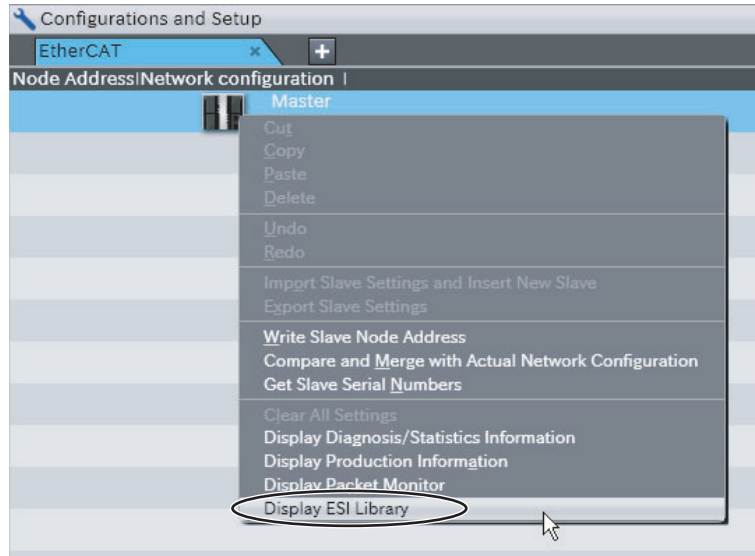 Configurations and Setup
EtherCAT
Node Address|Network configuration |
Master
Cut
Copy
Paste
Delete
Undo
Redo
Import Slave Settings and Insert New Slave
Export Slave Settings
Write Slave Node Address
Compare and Merge with Actual Network Configuration
Get Slave Serial Numbers
Clear All Settings
Display Diagnosis/Statistics Information
Display Production Information
Display Packet Monitor
Display ESI Library